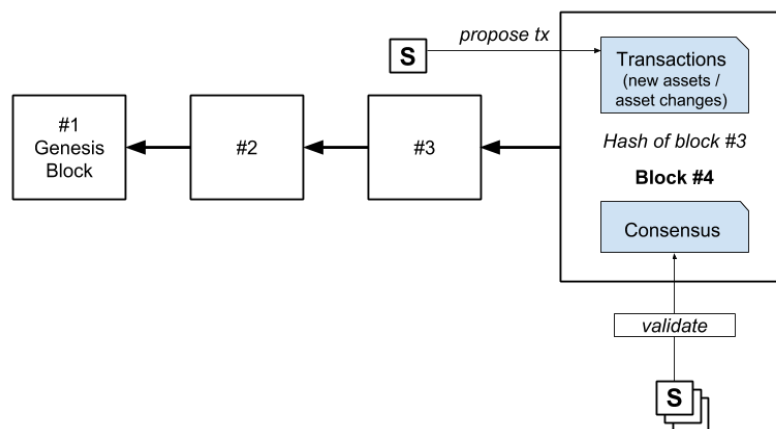 S
propose tx
Transactions
(new assets /
asset changes)
#1
Genesis
Block
#2
#3
Hash of block #3
Block #4
Consensus
validate
S